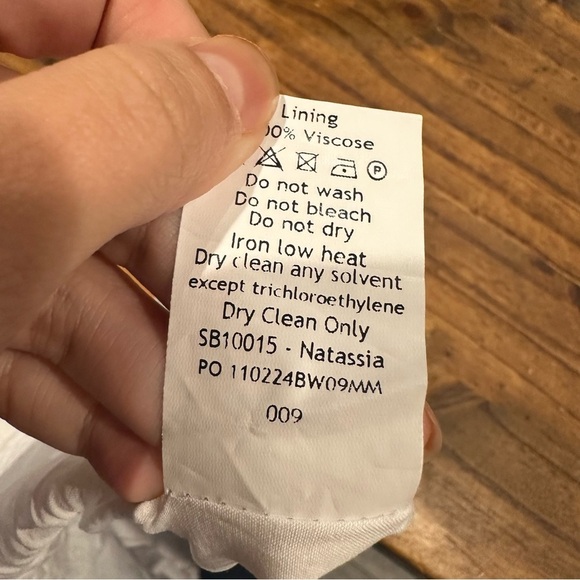 Lining
00% Viscose
P
Do not wash
Do not bleach
Do not dry
Iron low heat
Dry clean any solvent
except trichloroethylene
Dry Clean Only
SB10015 - Natassia
PO 110224BW09MM
009